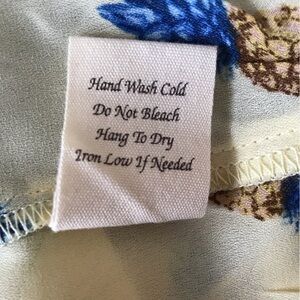 Hand Wash Cold
Do Not Bleach
Hang To Dry
Iron Low If Needed